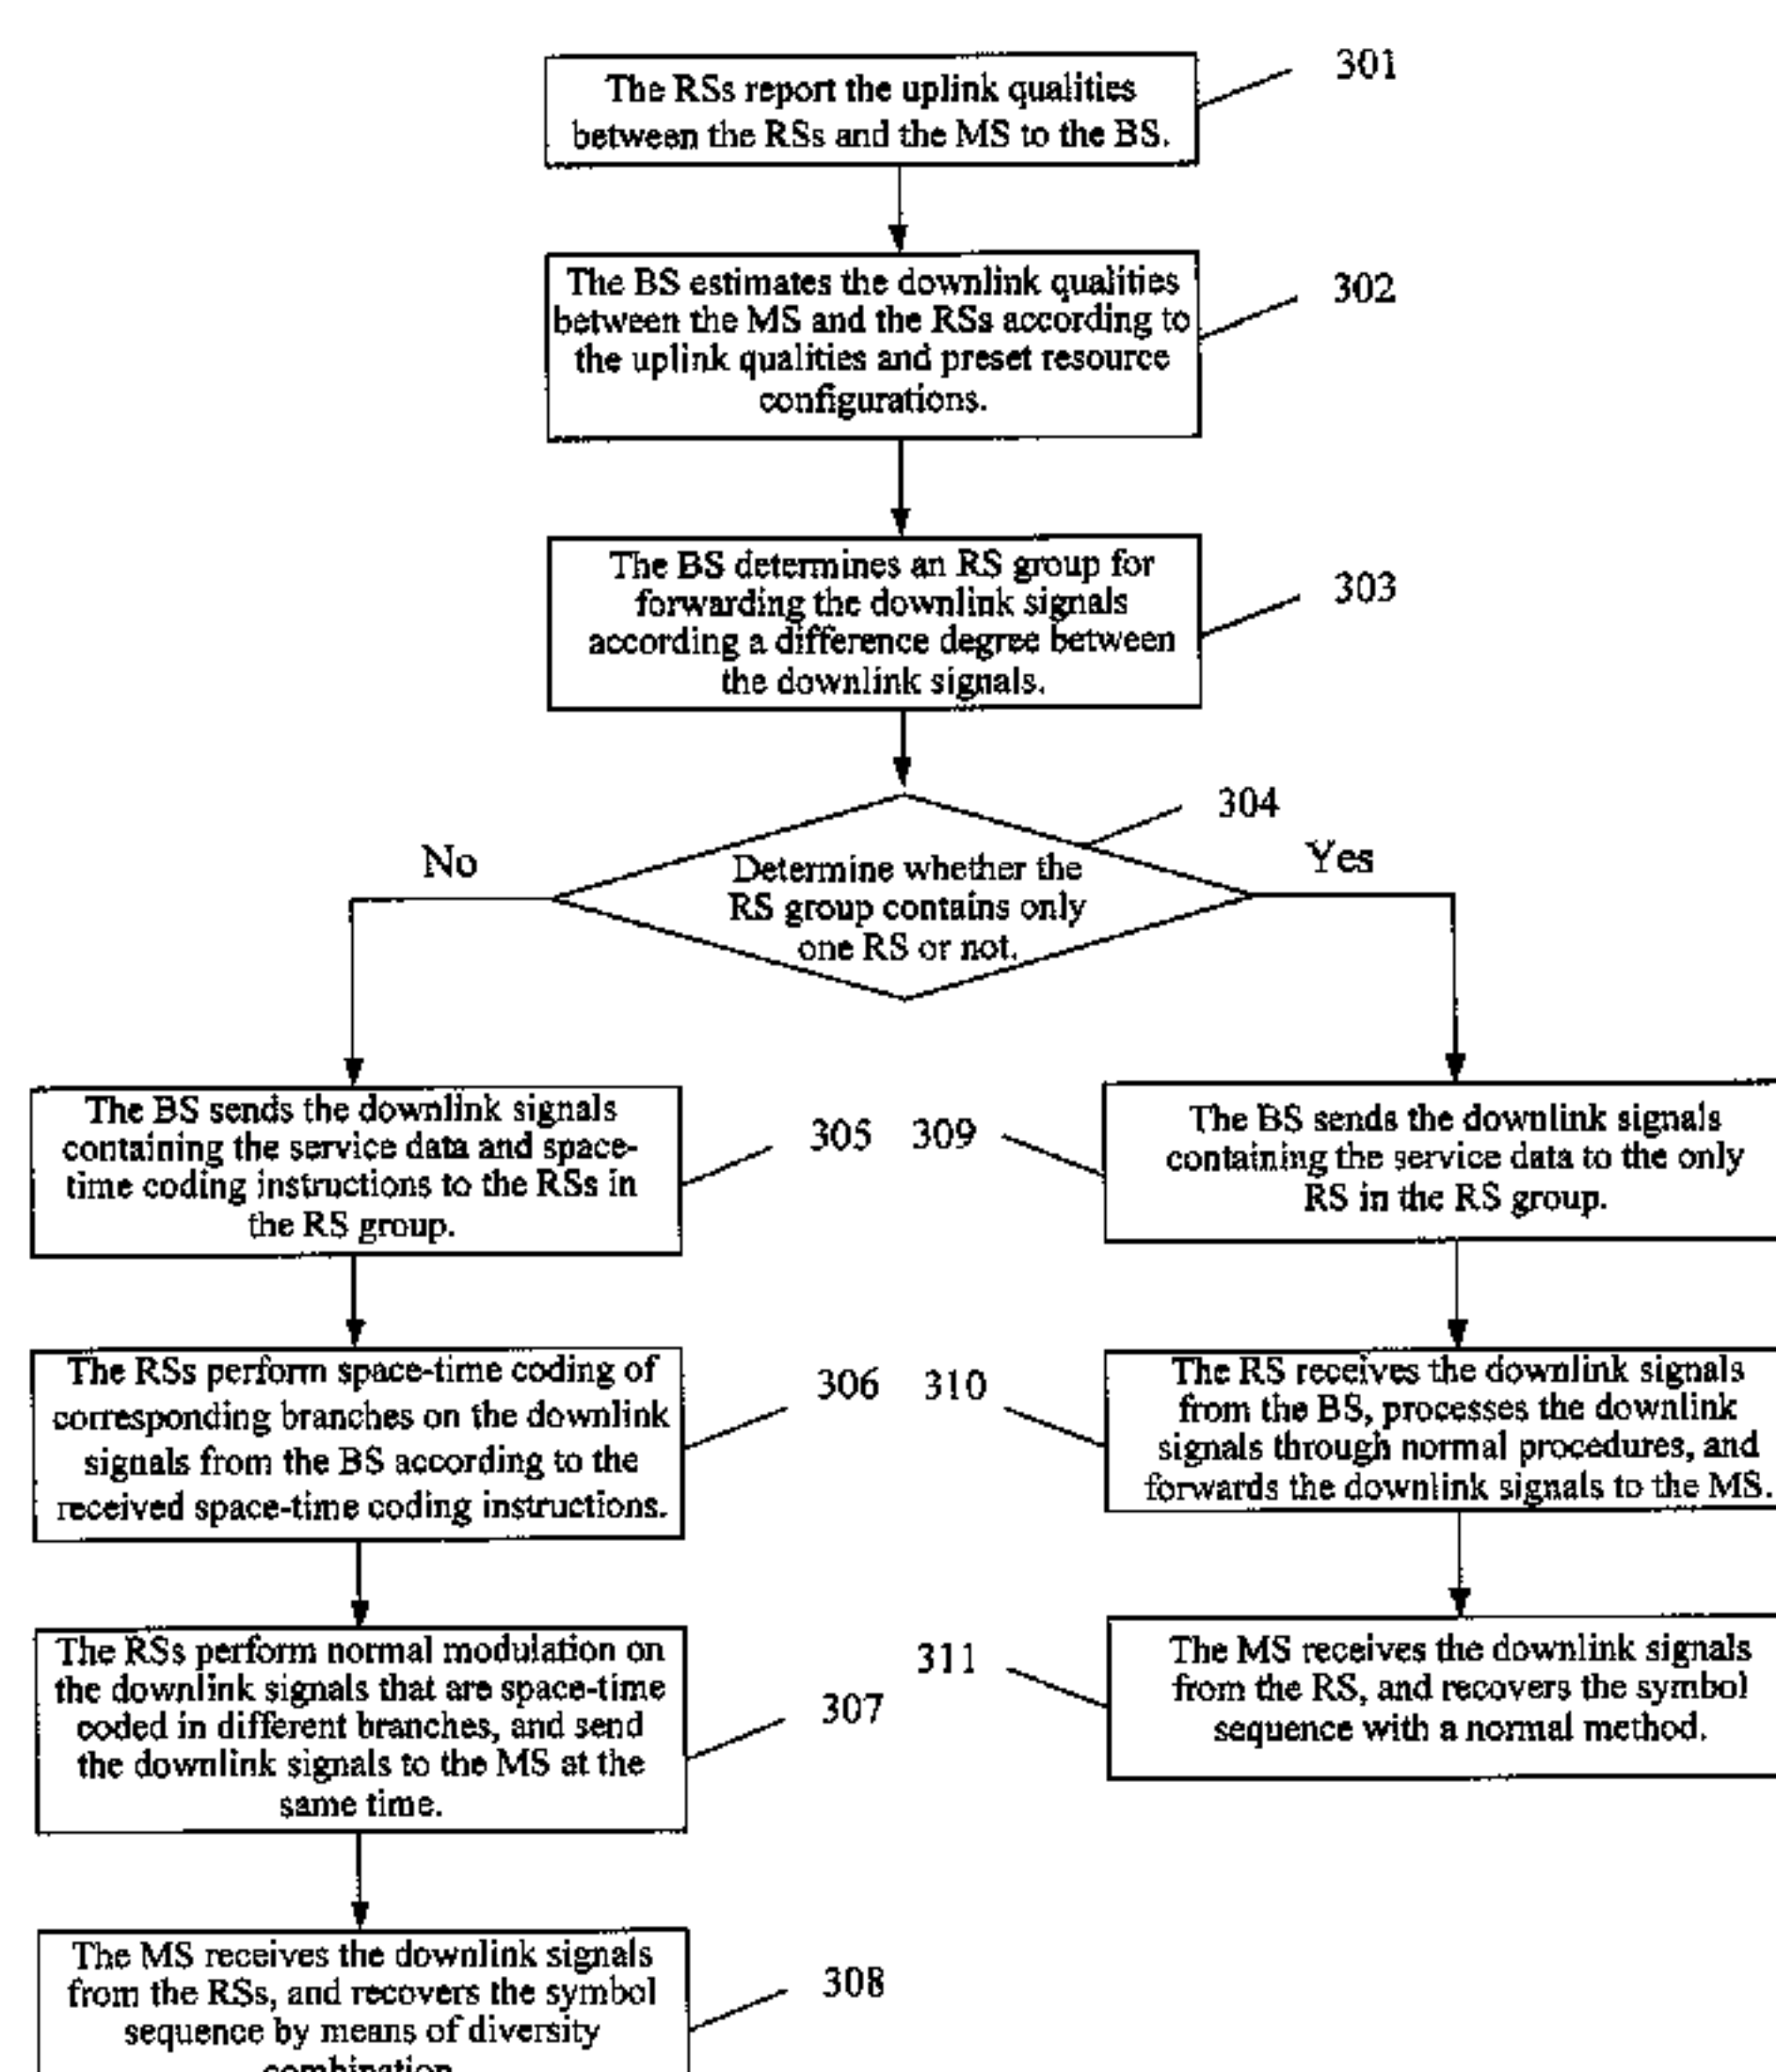 301
The RSs report the uplink qualities
between the RSs and the MS to the BS.
302
The BS estimates the downlink qualities
between the MS and the RSs according to
the uplink qualities and preset resource
configurations.
303
The BS determines an RS group for
forwarding the downlink signals
according a difference degree between
the downlink signals.
304
No
Yes
Determine whether the
RS group contains only
one RS or not.
The BS sends the downlink signals
containing the service data and space-
time coding instructions to the RSs in
the RS group.
305
309
The BS sends the downlink signals
containing the service data to the only
RS in the RS group.
The RSs perform space-time coding of
corresponding branches on the downlink
signals from the BS according to the
received space-time coding instructions.
306
310
The RS receives the downlink signals
from the BS, processes the downlink
signals through normal procedures, and
forwards the downlink signals to the MS.
The RSs perform normal modulation on
the downlink signals that are space-time
coded in different branches, and send
the downlink signals to the MS at the
same time.
307
311
The MS receives the downlink signals
from the RS, and recovers the symbol
sequence with a normal method.
The MS receives the downlink signals
from the RSs, and recovers the symbol
sequence by means of diversity
combination
308